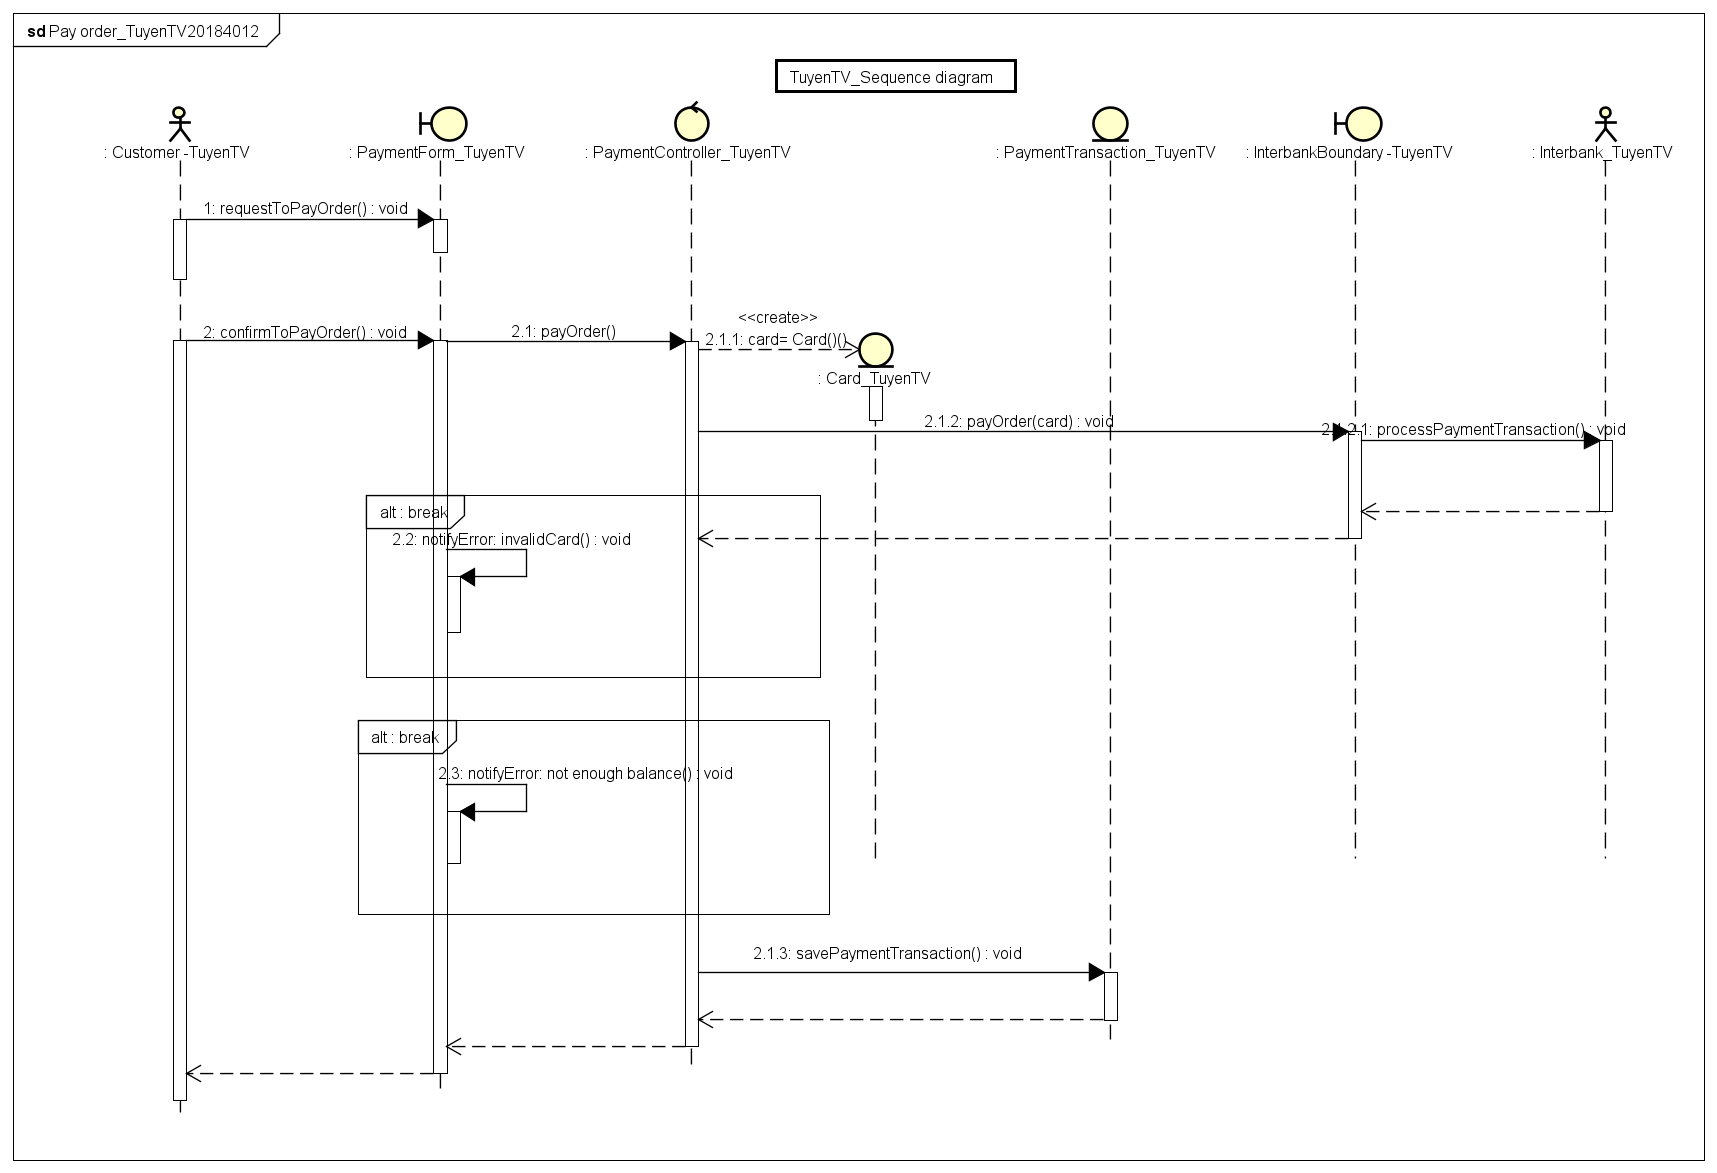 sd Pay order_TuyenTV20184012
TuyenTV_Sequence diagram
: Customer -TuyenTV
: PaymentForm_TuyenTV
: PaymentController_TuyenTV
: PaymentTransaction_TuyenTV
: InterbankBoundary -TuyenTV
: Interbank_TuyenTV
1: requestToPayOrder() : void
<<create>>
2: confirmToPayOrder() : void
2.1: payOrder()
2.1.1: card= Card()()
: Card_TuyenTV
2.1.2: payOrder(card) : void
2.1.2.1: processPaymentTransaction() : void
alt : break
2.2: notifyError: invalidCard() : void
alt : break
2.3: notifyError: not enough balance() : void
2.1.3: savePaymentTransaction() : void